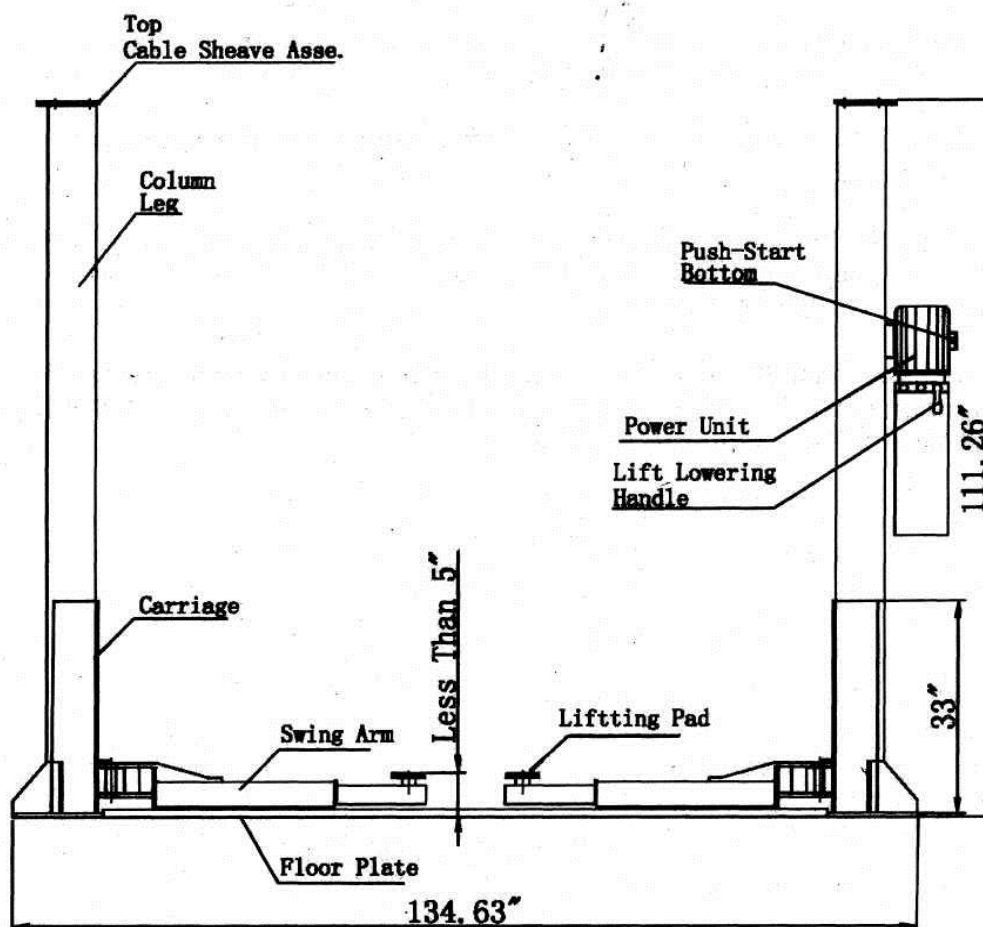 Top
Cable Sheave Asse.
Column
Leg
Push-Start
Bottom
Power Unit
Lift Lowering
Handle
111.26"
Carriage
Less Than 5"
33"
Swing Arm
Liftting Pad
Floor Plate
134.63"